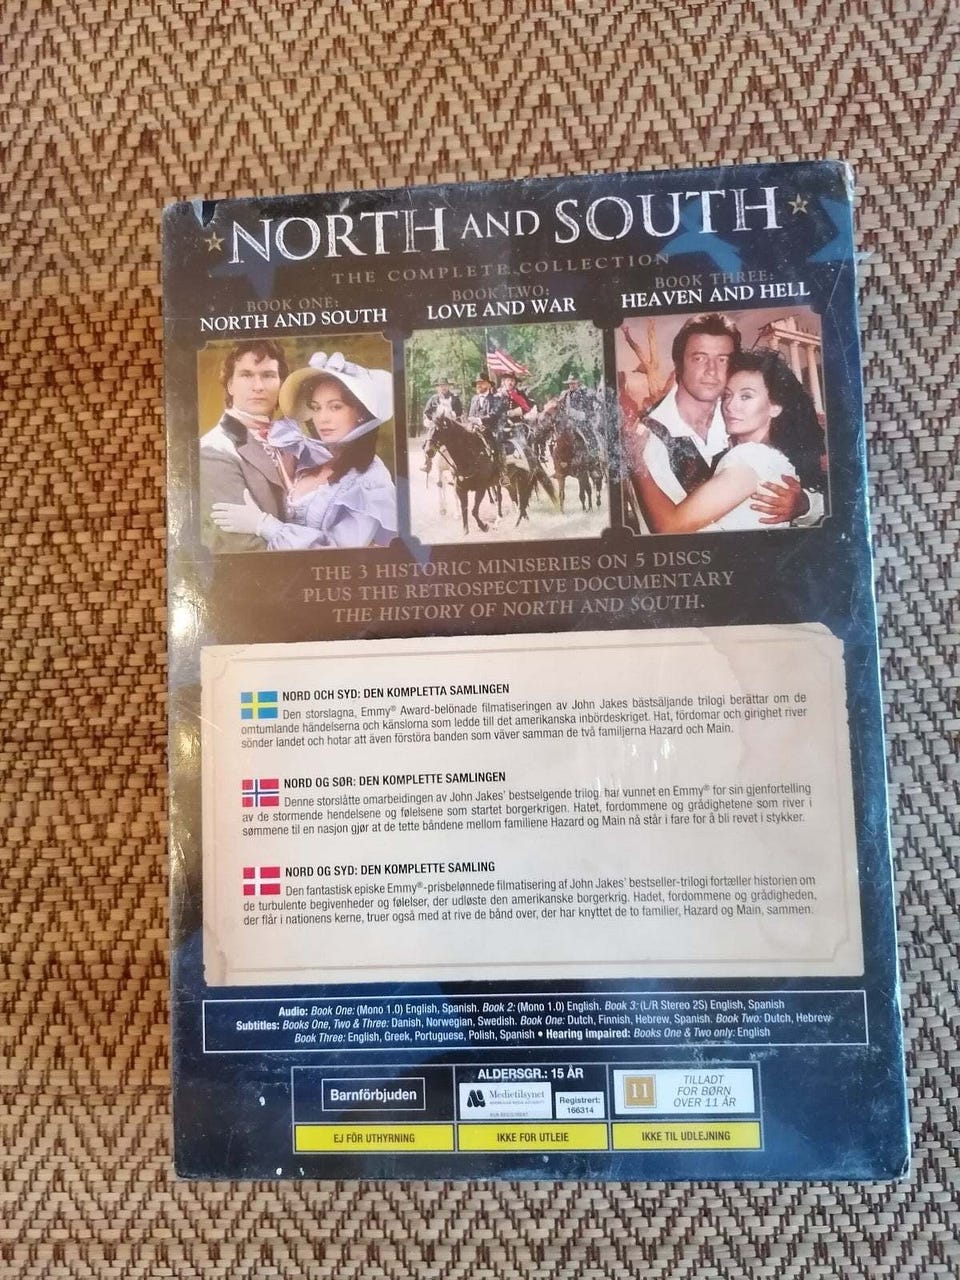 NORTH AND SOUTH
THE COMPLETE COLLECTION
BOOK ONE:
NORTH AND SOUTH
BOOK TWO:
LOVE AND WAR
BOOK THREE:
HEAVEN AND HELL
THE 3 HISTORIC MINISERIES ON 5 DISCS
PLUS THE RETROSPECTIVE DOCUMENTARY
THE HISTORY OF NORTH AND SOUTH.
NORD OCH SYD: DEN KOMPLETTA SAMLINGEN
Den storslagna, Emmy® Award-belönade filmatiseringen av John Jakes bästsäljande trilogi berättar om de
omtumlande händelserna och känslorna som ledde till det amerikanska inbördeskriget. Hat, fördomar och girighet river
sönder landet och hotar att även förstöra banden som väver samman de två familjerna Hazard och Main.
NORD OG SØR: DEN KOMPLETTE SAMLINGEN
Denne storslåtte omarbeidingen av John Jakes' bestselgende trilog har vunnet en Emmy® for sin gjenfortelling
av de stormende hendelsene og følelsene som startet borgerkrigen. Hatet, fordommene og grådighetene som river i
sømmene til en nasjon gjør at de tette båndene mellom familiene Hazard og Main nå står i fare for å bli revet i stykker.
NORD OG SYD: DEN KOMPLETTE SAMLING
Den fantastisk episke Emmy®-prisbelønnede filmatisering af John Jakes' bestseller-trilogi fortæller historien om
de turbulente begivenheder og følelser, der udløste den amerikanske borgerkrig. Hadet, fordommene og grådigheden,
der flår i nationens kerne, truer også med at rive de bånd over, der har knyttet de to familier, Hazard og Main, sammen.
Audio: Book One: (Mono 1.0) English, Spanish. Book 2: (Mono 1.0) English. Book 3: (L/R Stereo 2S) English, Spanish
Subtitles: Books One, Two & Three: Danish, Norwegian, Swedish. Book One: Dutch, Finnish, Hebrew, Spanish. Book Two: Dutch, Hebrew
Book Three: English, Greek, Portuguese, Polish, Spanish • Hearing Impaired: Books One & Two only: English
Barnförbjuden
EJ FÖR UTHYRNING
ALDERSGR.: 15 ÅR
Medietilsynet
NORWEGIAN MEDIA AUTHORITY
Registrert:
166314
IKKE FOR UTLEIE
11
TILLADT
FOR BØRN
OVER 11 ÅR
IKKE TIL UDLEJNING